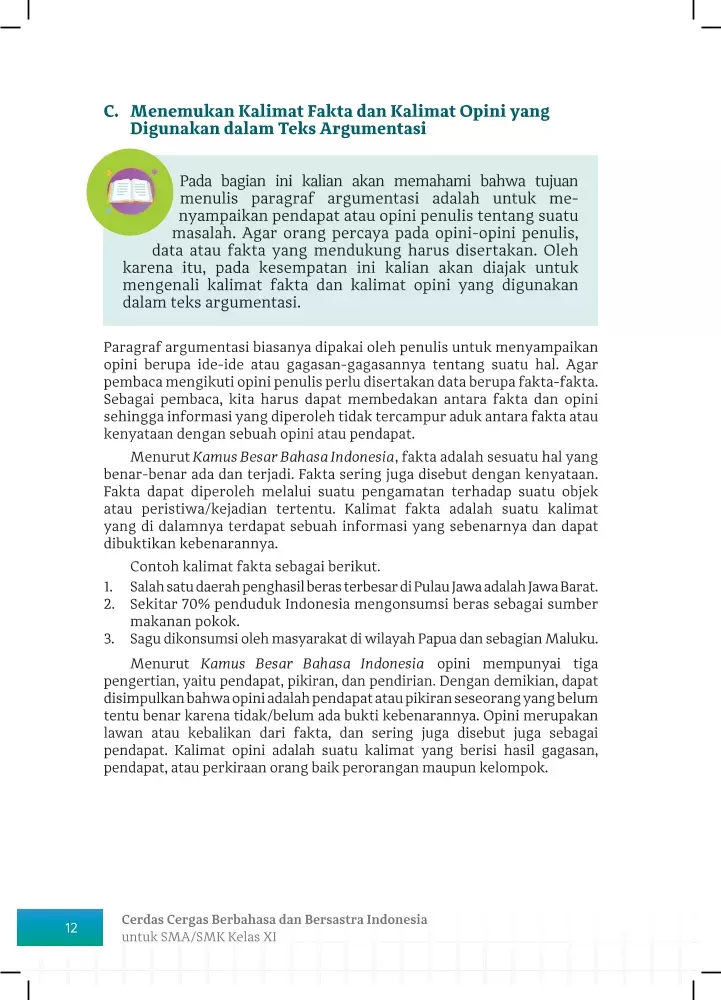 C. Menemukan Kalimat Fakta dan Kalimat Opini yang
Digunakan dalam Teks Argumentasi
Pada bagian ini kalian akan memahami bahwa tujuan
menulis paragraf argumentasi adalah untuk me-
nyampaikan pendapat atau opini penulis tentang suatu
masalah. Agar orang percaya pada opini-opini penulis,
data atau fakta yang mendukung harus disertakan. Oleh
karena itu, pada kesempatan ini kalian akan diajak untuk
mengenali kalimat fakta dan kalimat opini yang digunakan
dalam teks argumentasi.
Paragraf argumentasi biasanya dipakai oleh penulis untuk menyampaikan
opini berupa ide-ide atau gagasan-gagasannya tentang suatu hal. Agar
pembaca mengikuti opini penulis perlu disertakan data berupa fakta-fakta.
Sebagai pembaca, kita harus dapat membedakan antara fakta dan opini
sehingga informasi yang diperoleh tidak tercampur aduk antara fakta atau
kenyataan dengan sebuah opini atau pendapat.
Menurut Kamus Besar Bahasa Indonesia, fakta adalah sesuatu hal yang
benar-benar ada dan terjadi. Fakta sering juga disebut dengan kenyataan.
Fakta dapat diperoleh melalui suatu pengamatan terhadap suatu objek
atau peristiwa/kejadian tertentu. Kalimat fakta adalah suatu kalimat
yang di dalamnya terdapat sebuah informasi yang sebenarnya dan dapat
dibuktikan kebenarannya.
Contoh kalimat fakta sebagai berikut.
1. Salah satu daerah penghasil beras terbesar di Pulau Jawa adalah Jawa Barat.
2. Sekitar 70% penduduk Indonesia mengonsumsi beras sebagai sumber
makanan pokok.
3. Sagu dikonsumsi oleh masyarakat di wilayah Papua dan sebagian Maluku.
Menurut Kamus Besar Bahasa Indonesia opini mempunyai tiga
pengertian, yaitu pendapat, pikiran, dan pendirian. Dengan demikian, dapat
disimpulkan bahwa opini adalah pendapat atau pikiran seseorang yang belum
tentu benar karena tidak/belum ada bukti kebenarannya. Opini merupakan
lawan atau kebalikan dari fakta, dan sering juga disebut juga sebagai
pendapat. Kalimat opini adalah suatu kalimat yang berisi hasil gagasan,
pendapat, atau perkiraan orang baik perorangan maupun kelompok.
12
Cerdas Cergas Berbahasa dan Bersastra Indonesia
untuk SMA/SMK Kelas XI